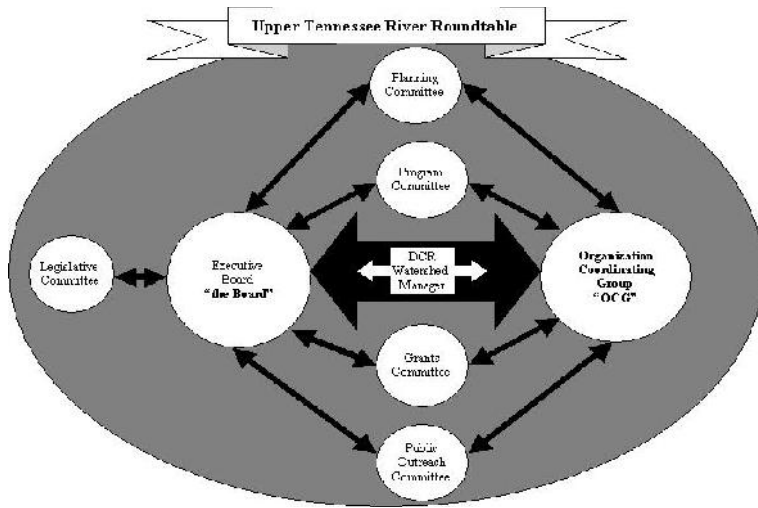 Upper Tennessee River Roundtable
Planning
Committee
Program
Committee
Legislative
Committee
Executive
Board
"the Board"
DCR
Watershed
Manager
Organization
Coordinating
Group
"OCG"
Grants
Committee
Public
Outreach
Committee